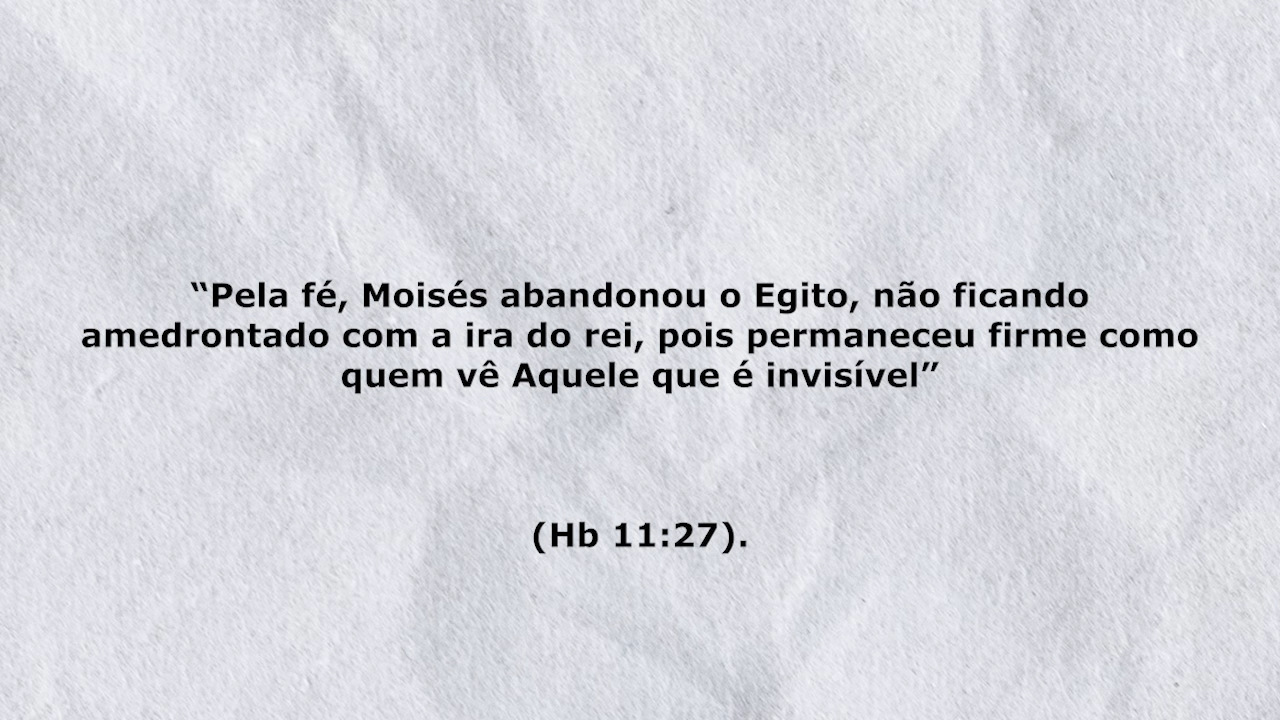 “Pela fé, Moisés abandonou o Egito, não ficando
amedrontado com a ira do rei, pois permaneceu firme como
quem vê Aquele que é invisível”
(Hb 11:27).